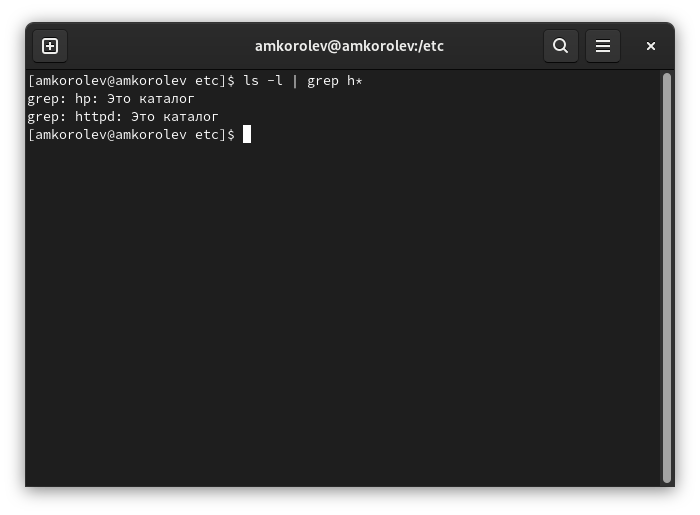 amkorolev@amkorolev:/etc
[amkorolev@amkorolev etc]$ ls -l | grep h*
grep: hp: Это каталог
grep: httpd: Это каталог
[amkorolev@amkorolev etc]$